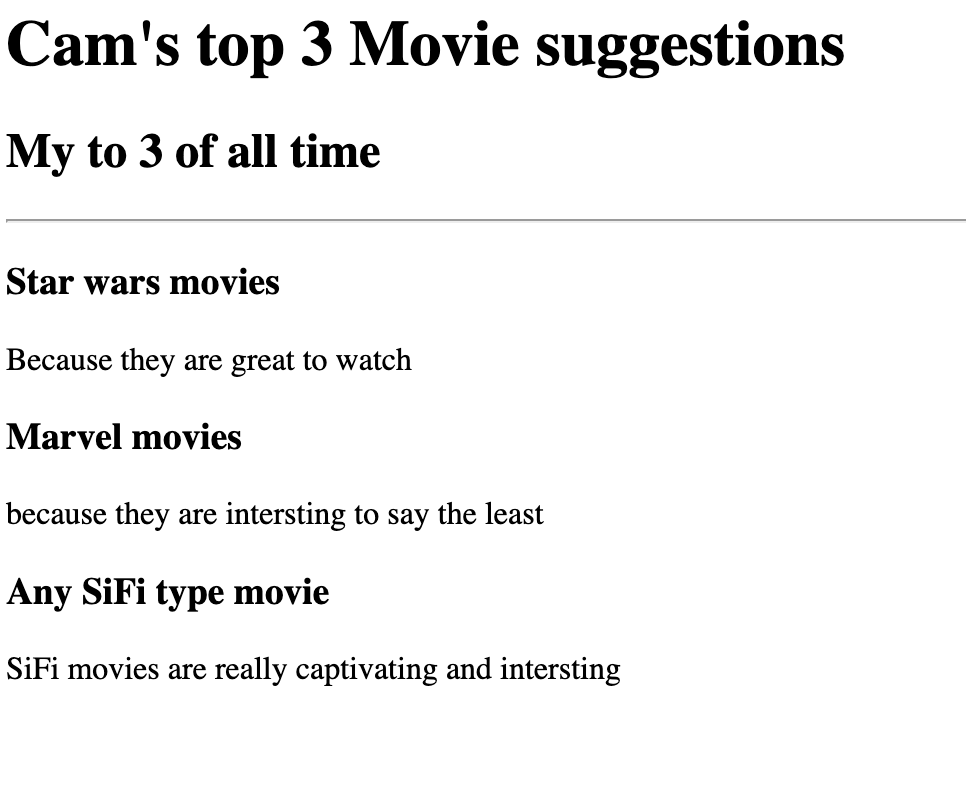 Cam's top 3 Movie suggestions
My to 3 of all time
Star wars movies
Because they are great to watch
Marvel movies
because they are intersting to say the least
Any SiFi type movie
SiFi movies are really captivating and intersting